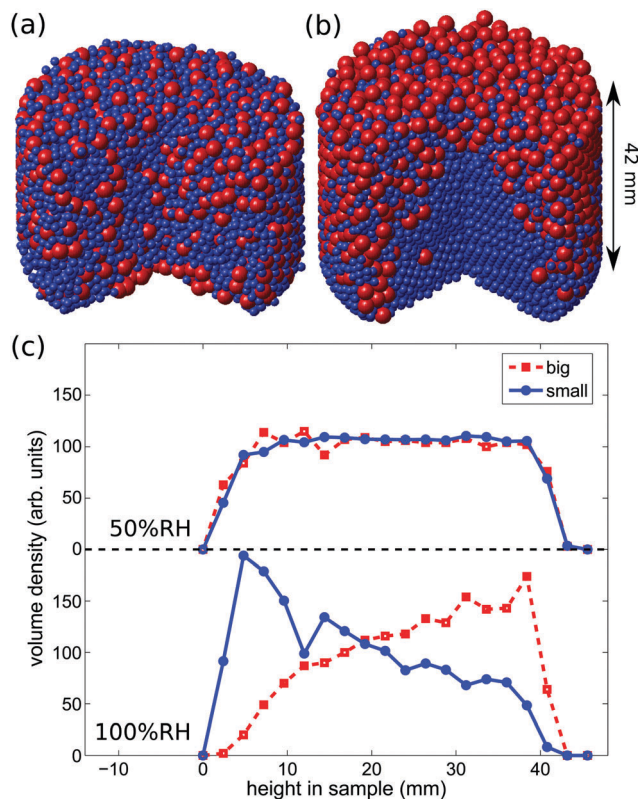 (a)
(b)
42 mm
(c)
big
small
150
100
50
0
50%RH
150
100
50
0
100%RH
volume density (arb. units)
−10 0 10 20 30 40
height in sample (mm)